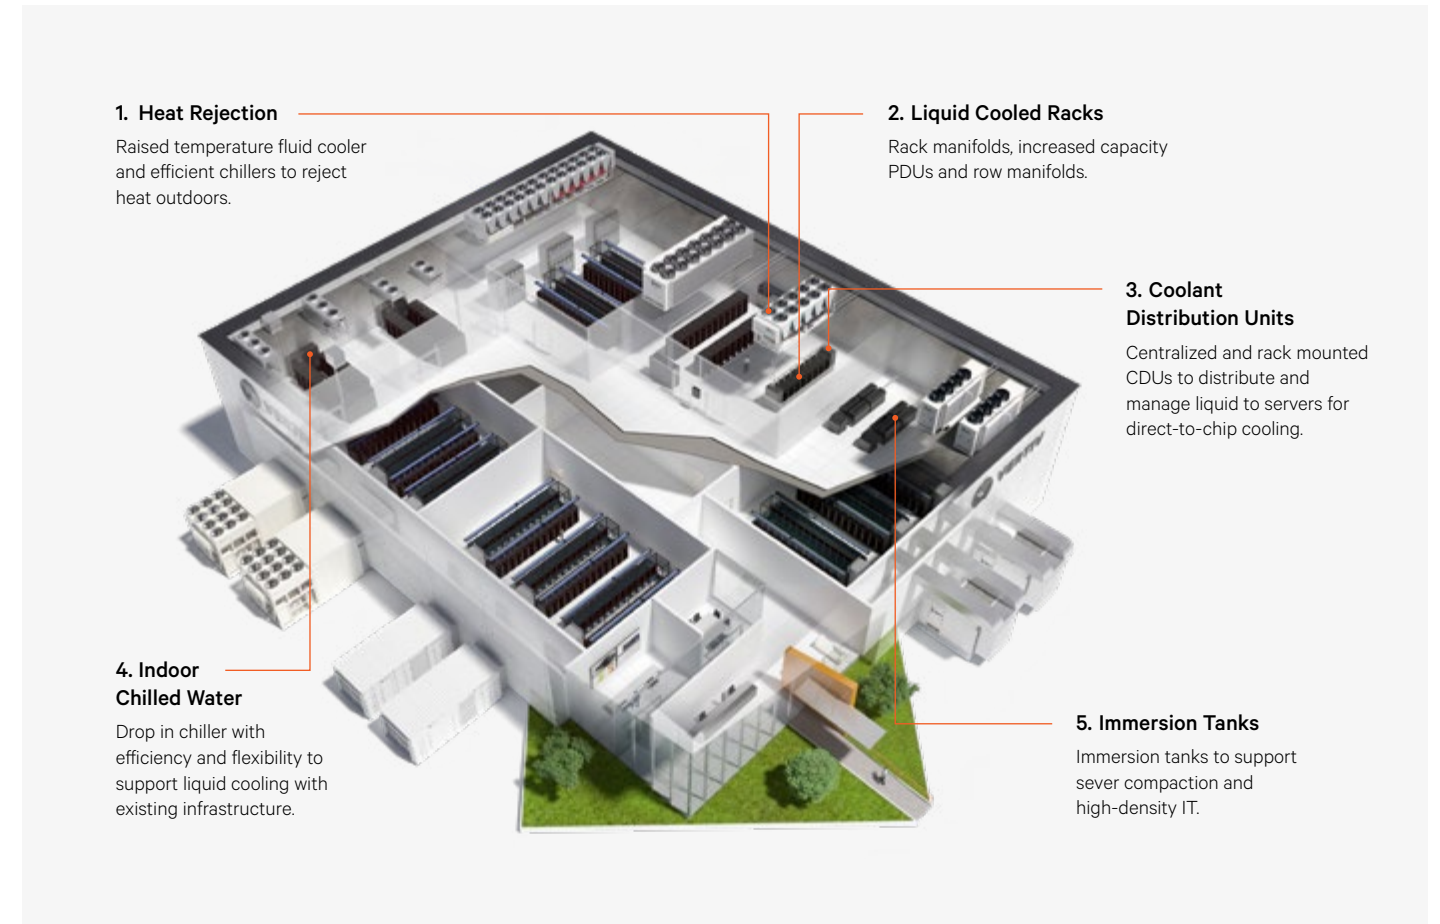 1. Heat Rejection
Raised temperature fluid cooler
and efficient chillers to reject
heat outdoors.
2. Liquid Cooled Racks
Rack manifolds, increased capacity
PDUs and row manifolds.
3. Coolant
Distribution Units
Centralized and rack mounted
CDUs to distribute and
manage liquid to servers for
direct-to-chip cooling.
4. Indoor
Chilled Water
Drop in chiller with
efficiency and flexibility to
support liquid cooling with
existing infrastructure.
5. Immersion Tanks
Immersion tanks to support
sever compaction and
high-density IT.